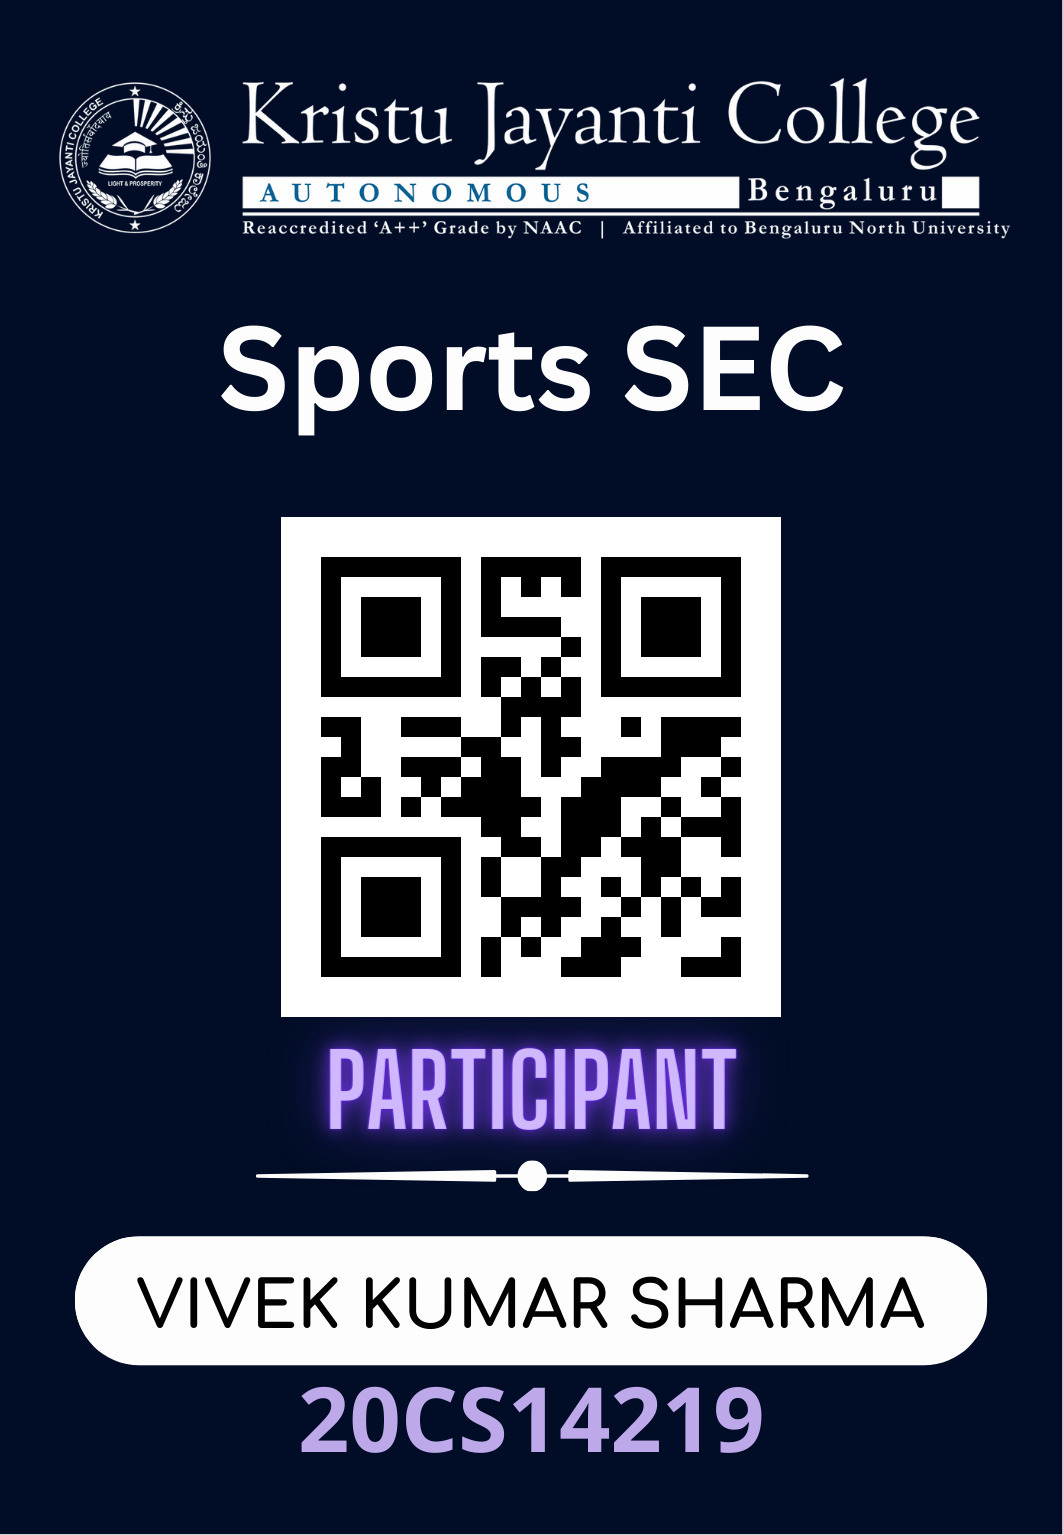 KRISTU JAYANTI COLLEGE
ಕ್ರಿಸ್ತು ಜಯಂತಿ ಕಾಲೇಜು
LIGHT & PROSPERITY
Kristu Jayanti College
AUTONOMOUS Bengaluru
Reaccredited ‘A++’ Grade by NAAC | Affiliated to Bengaluru North University
Sports SEC
PARTICIPANT
VIVEK KUMAR SHARMA
20CS14219